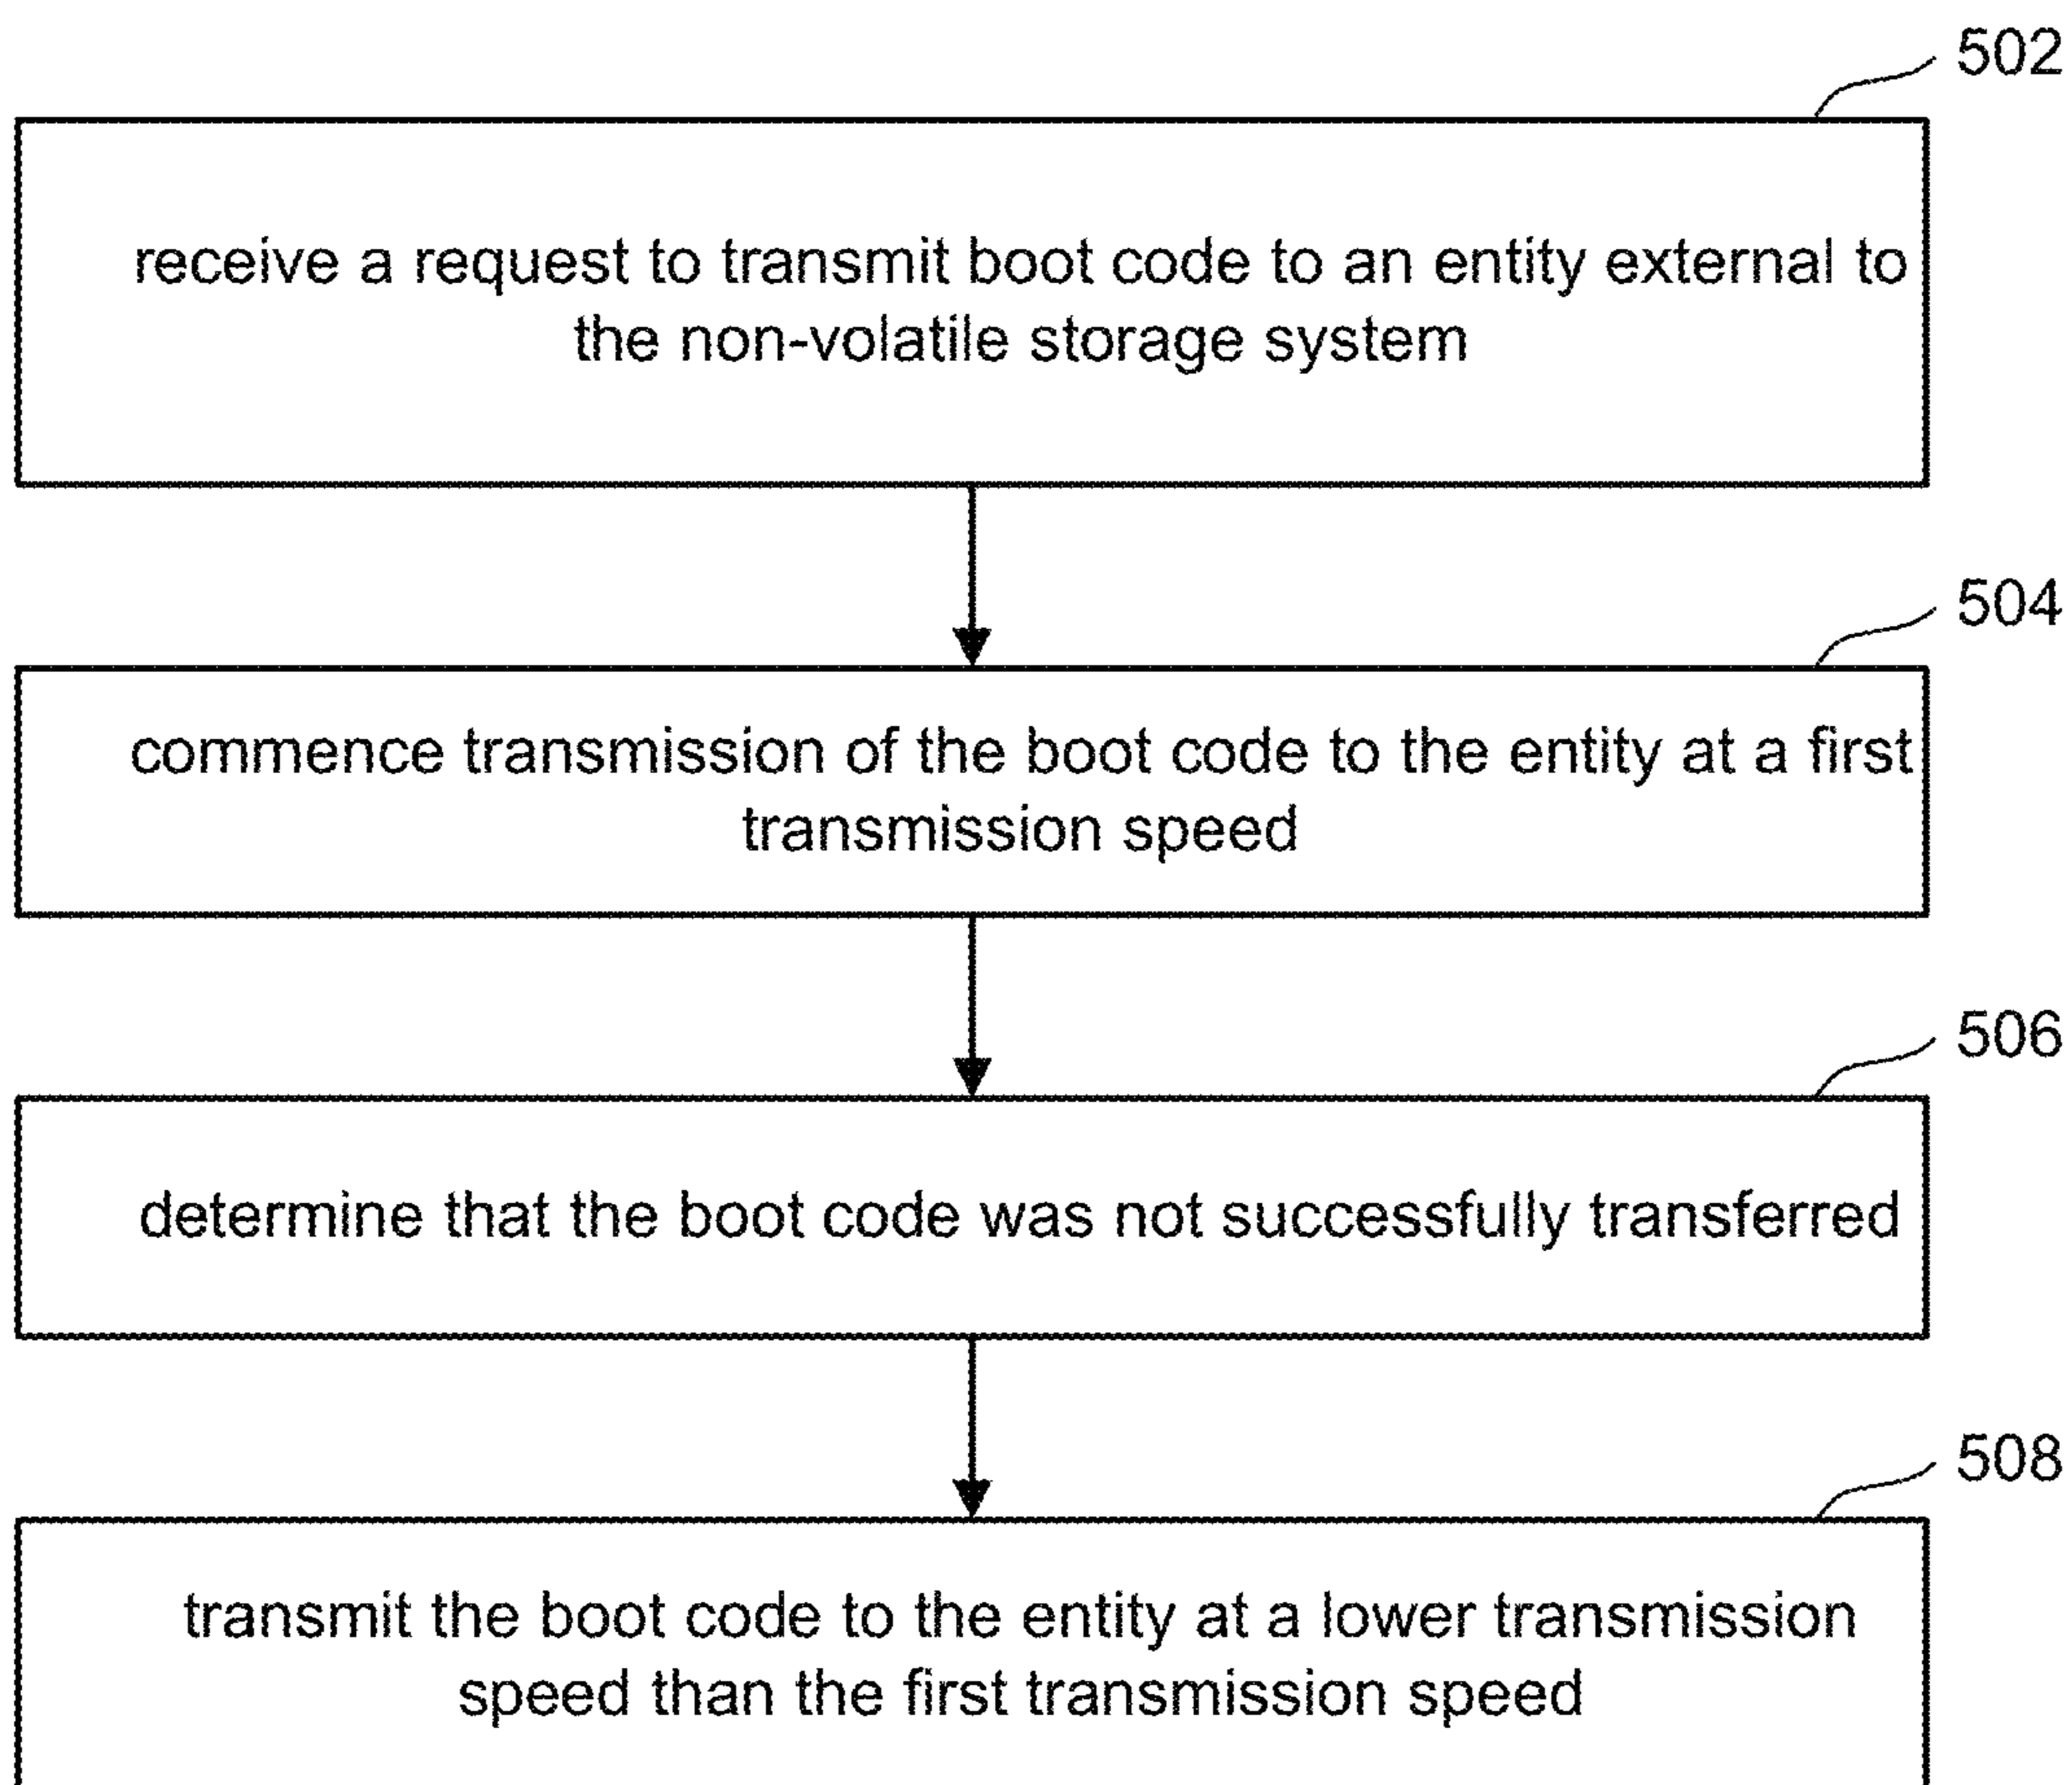 502
receive a request to transmit boot code to an entity external to
the non-volatile storage system
504
commence transmission of the boot code to the entity at a first
transmission speed
506
determine that the boot code was not successfully transferred
508
transmit the boot code to the entity at a lower transmission
speed than the first transmission speed